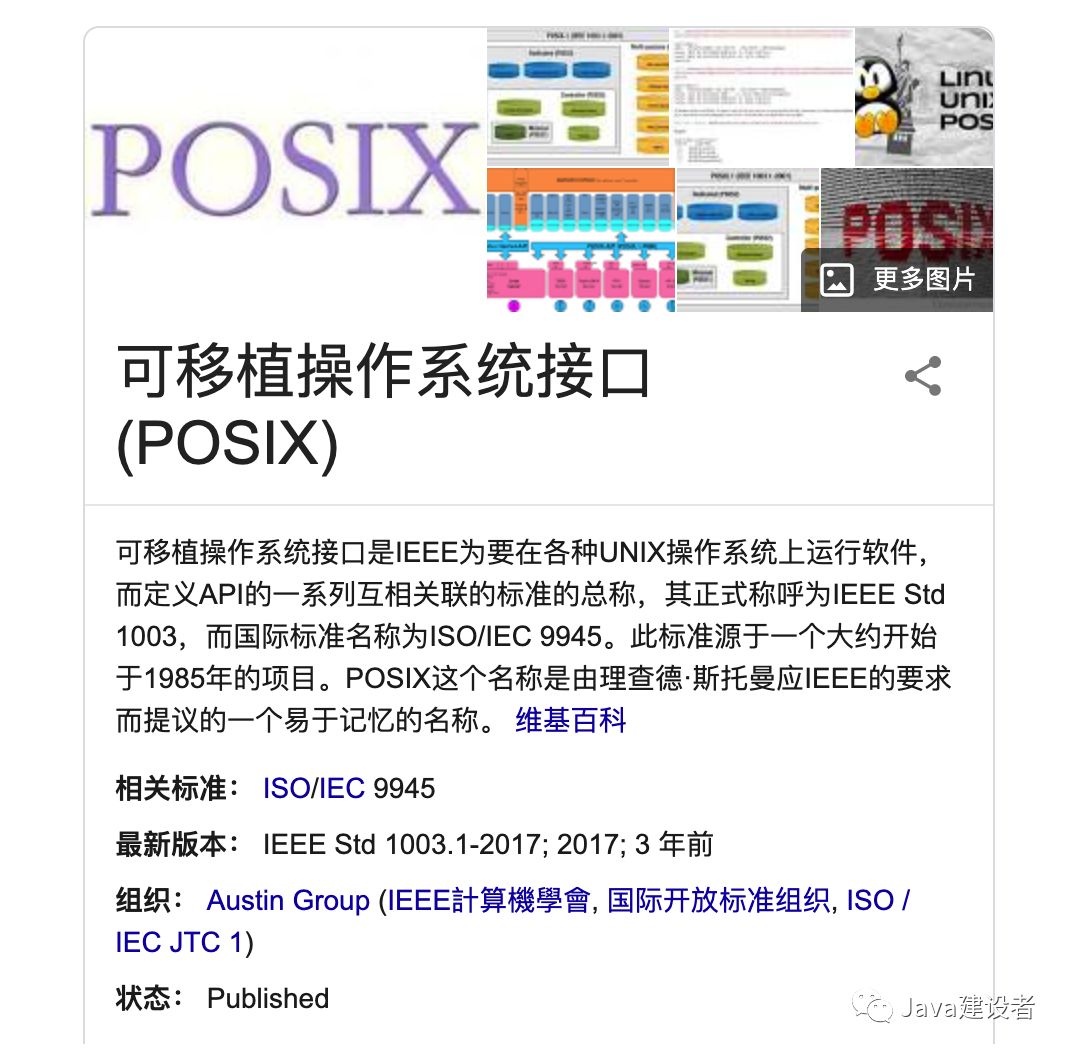 POSIX
POSIX.1 (IEEE 1003.1-2001)
LINU
UNIX
POS
POSIX
更多图片
可移植操作系统接口
(POSIX)
可移植操作系统接口是IEEE为要在各种UNIX操作系统上运行软件，
而定义API的一系列互相关联的标准的总称，其正式称呼为IEEE Std
1003，而国际标准名称为ISO/IEC 9945。此标准源于一个大约开始
于1985年的项目。POSIX这个名称是由理查德·斯托曼应IEEE的要求
而提议的一个易于记忆的名称。 维基百科
相关标准： ISO/IEC 9945
最新版本： IEEE Std 1003.1-2017; 2017; 3 年前
组织： Austin Group (IEEE計算機學會, 国际开放标准组织, ISO /
IEC JTC 1)
状态： Published
Java建设者